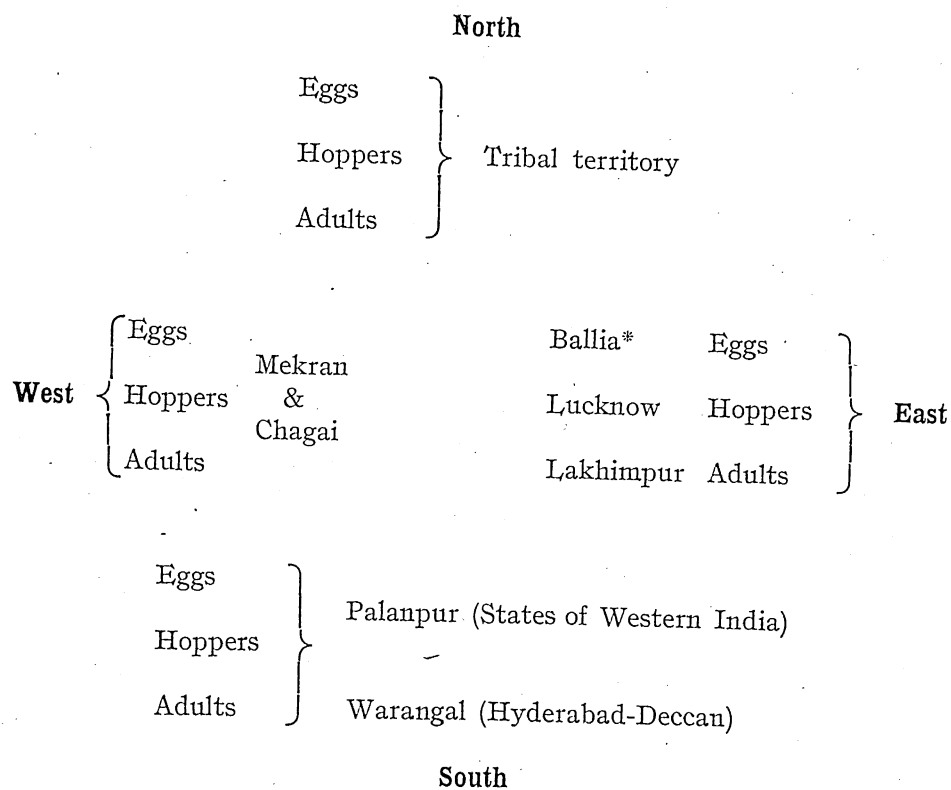 North
Eggs
Hoppers
Adults
Tribal territory
West
Eggs
Hoppers
Adults
Mekran
&
Chagai
Ballia* Eggs
Lucknow Hoppers
Lakhimpur Adults
East
Eggs
Hoppers
Adults
Palanpur (States of Western India)
Warangal (Hyderabad-Deccan)
South